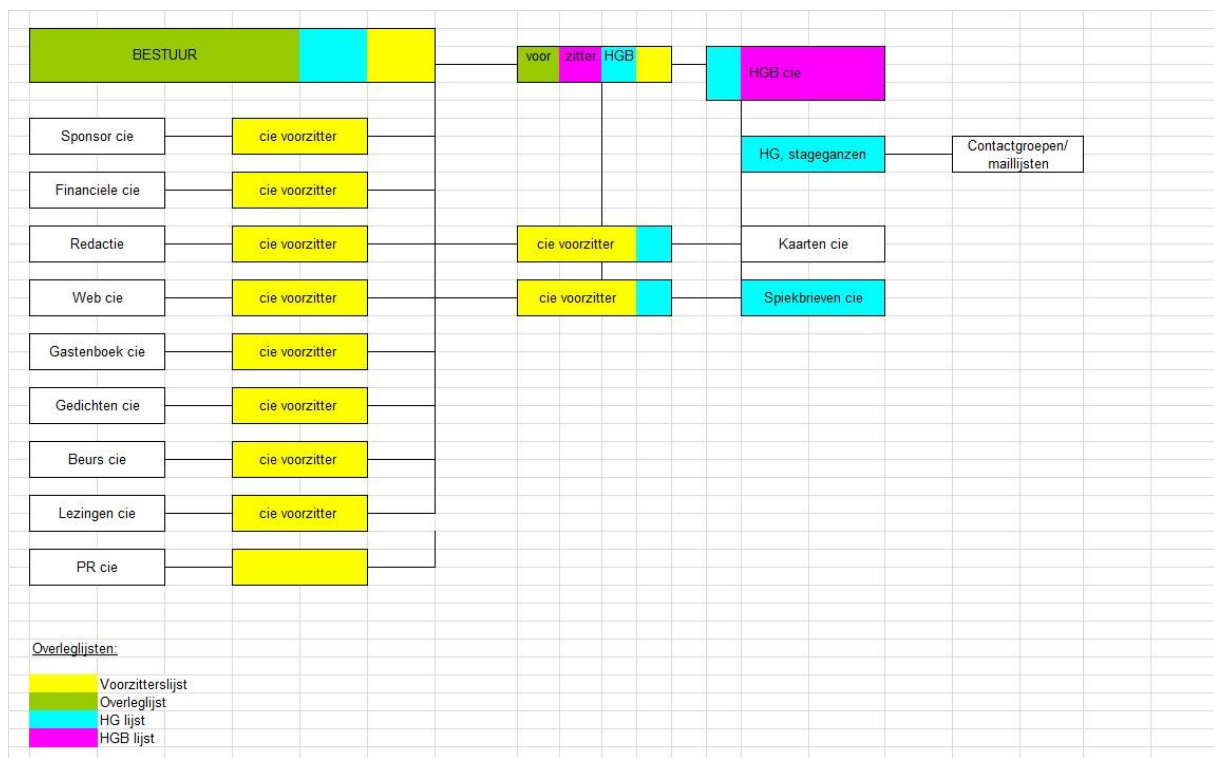 BESTUUR
voor zitter HGB
HGB cie
Sponsor cie
cie voorzitter
HG, stageganzen
Contactgroepen/
maillijsten
Financiele cie
cie voorzitter
Redactie
cie voorzitter
cie voorzitter
Kaarten cie
Web cie
cie voorzitter
cie voorzitter
Spiekbrieven cie
Gastenboek cie
cie voorzitter
Gedichten cie
cie voorzitter
Beurs cie
cie voorzitter
Lezingen cie
cie voorzitter
PR cie
Overleglijsten:
Voorzitterslijst
Overleglijst
HG lijst
HGB lijst